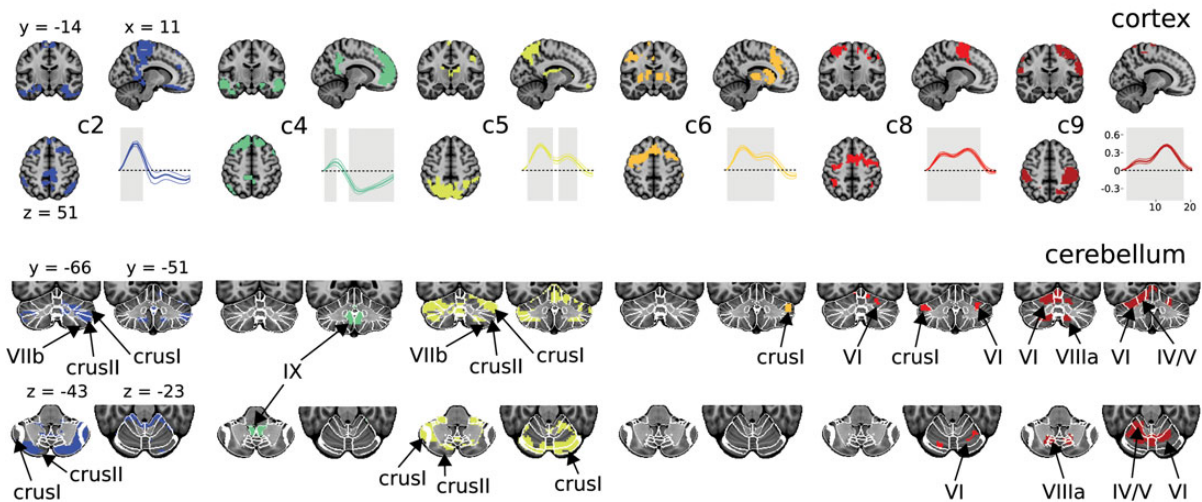 y = -14 x = 11 cortex
c2 c4 c5 c6 c8 c9
0.6
0.3
0
-0.3
z = 51
10 20
cerebellum
y = -66 y = -51
VIIb crusII crusI
IX
VIIb crusII crusI
crusI
VI crusI VI
VI VIIIa VI IV/V
z = -43 z = -23
crusI crusII
crusI crusII crusI
VI
VIIIa IV/V VI